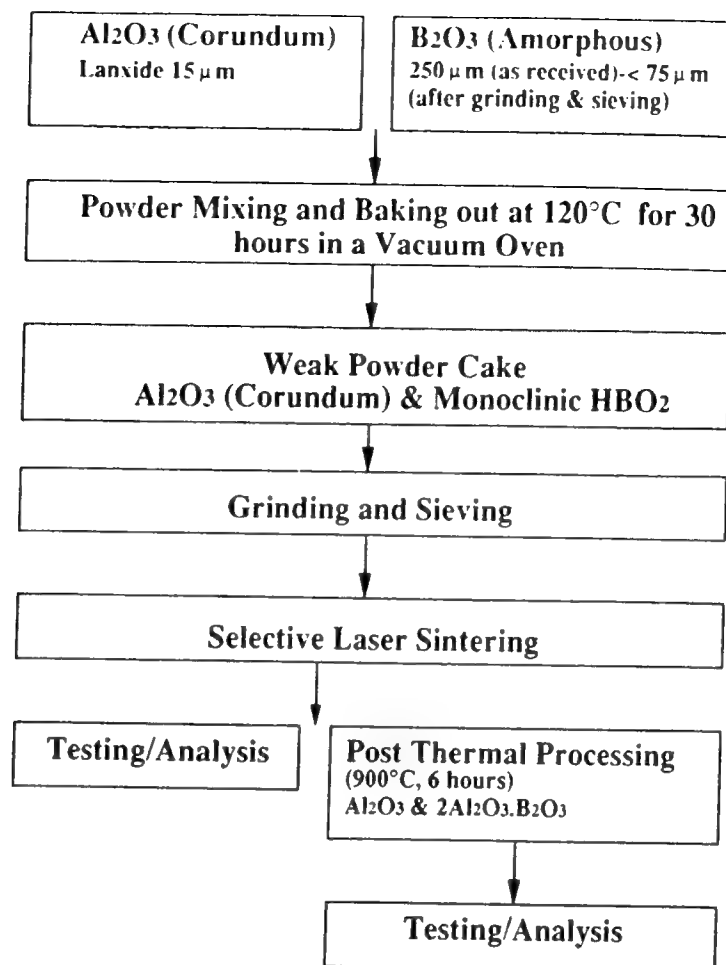 Al2O3 (Corundum)
Lanxide 15 μm
B2O3 (Amorphous)
250 μm (as received)-< 75 μm
(after grinding & sieving)
Powder Mixing and Baking out at 120°C for 30
hours in a Vacuum Oven
Weak Powder Cake
Al2O3 (Corundum) & Monoclinic HBO2
Grinding and Sieving
Selective Laser Sintering
Testing/Analysis
Post Thermal Processing
(900°C, 6 hours)
Al2O3 & 2Al2O3.B2O3
Testing/Analysis